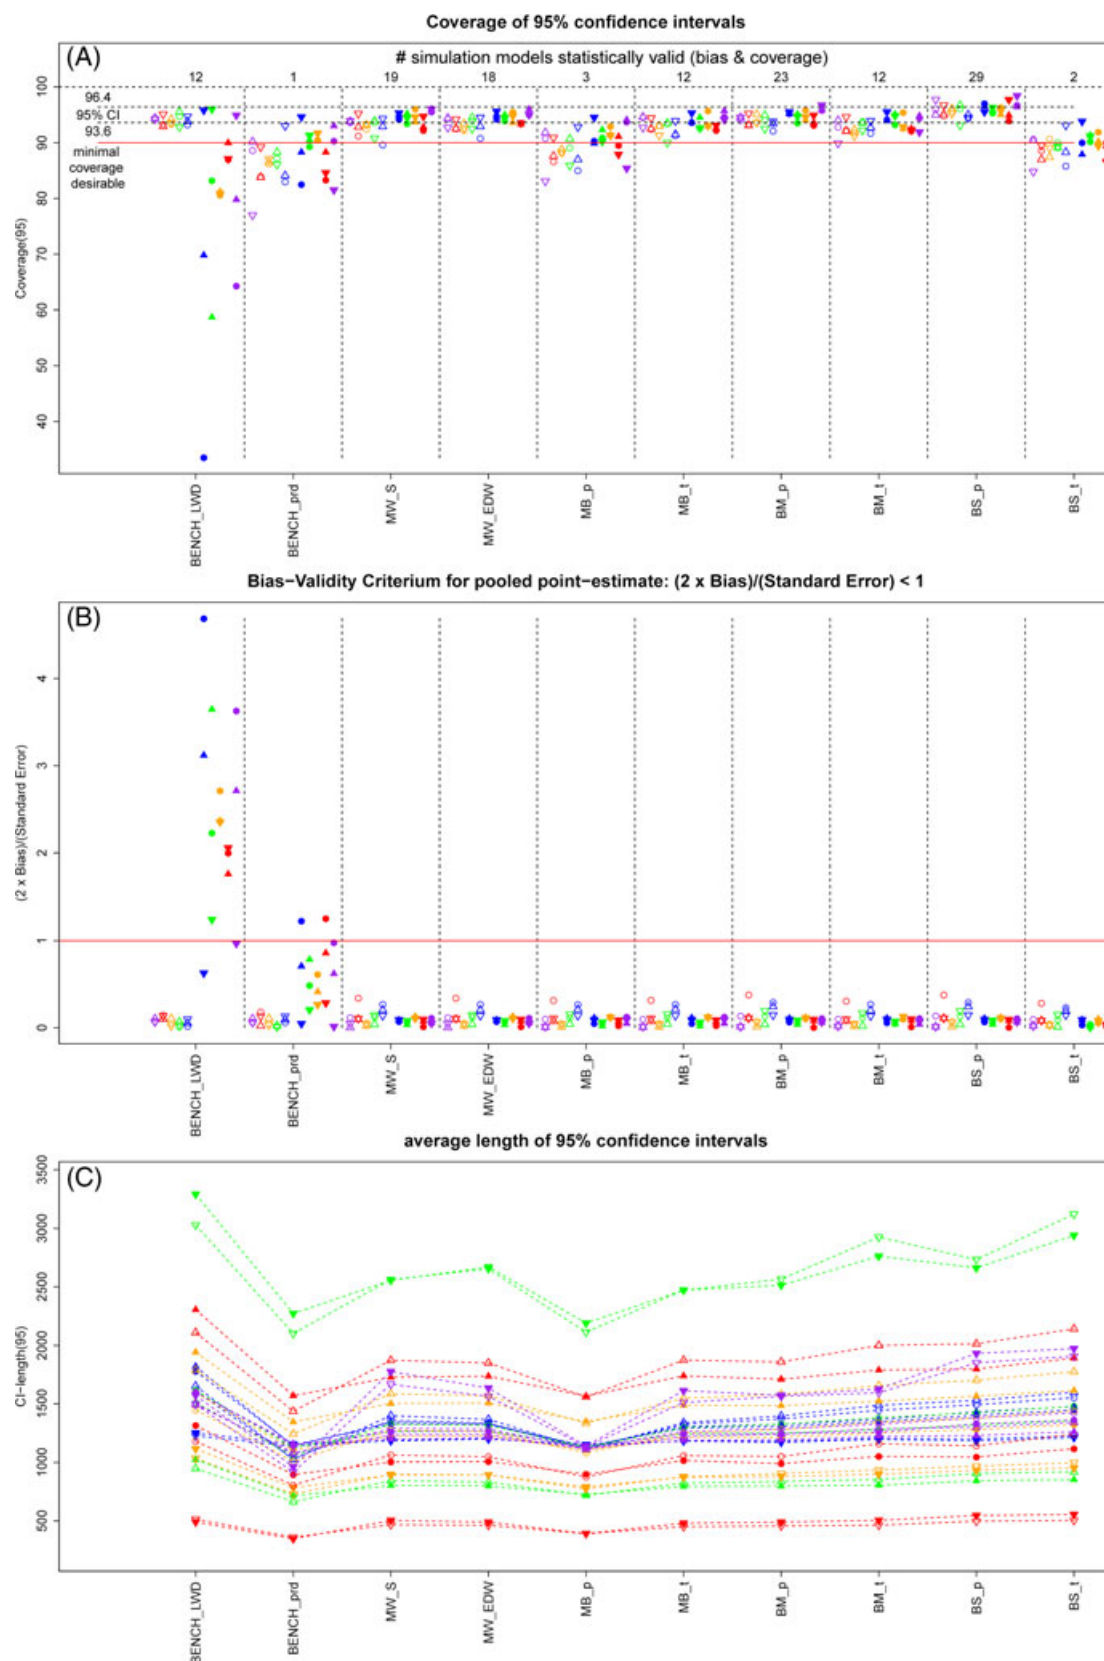 Coverage of 95% confidence intervals
(A)
# simulation models statistically valid (bias & coverage)
12 1 19 18 3 12 23 12 29 2
100
96.4
95% CI
93.6
90
minimal
coverage
desirable
80
70
60
50
40
Coverage(95)
BENCH_LWD
BENCH_prd
MW_S
MW_EDW
MB_p
MB_t
BM_p
BM_t
BS_p
BS_t
Bias−Validity Criterium for pooled point−estimate: (2 x Bias)/(Standard Error) < 1
(B)
4
3
2
1
0
(2 x Bias)/(Standard Error)
BENCH_LWD
BENCH_prd
MW_S
MW_EDW
MB_p
MB_t
BM_p
BM_t
BS_p
BS_t
average length of 95% confidence intervals
(C)
3500
3000
2500
2000
1500
1000
500
CI−length(95)
BENCH_LWD
BENCH_prd
MW_S
MW_EDW
MB_p
MB_t
BM_p
BM_t
BS_p
BS_t